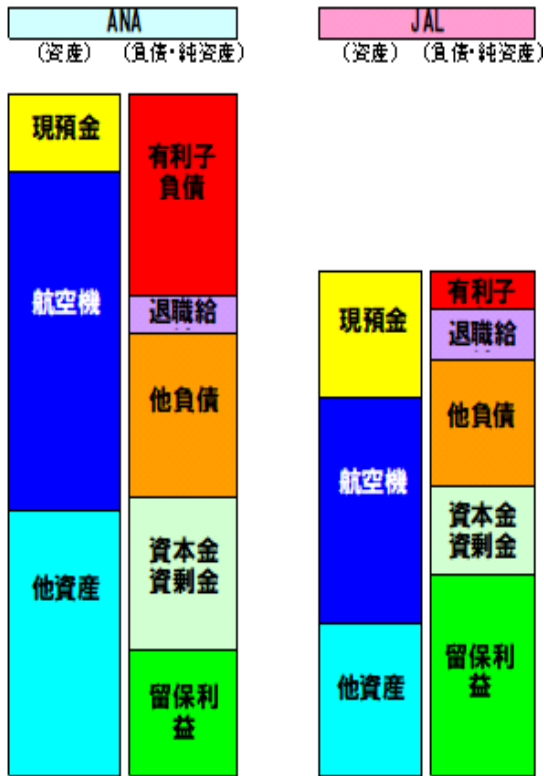 ANA
JAL
(資産)
(負債・純資産)
(資産)
(負債・純資産)
現預金
航空機
他資産
有利子
負債
退職給
他負債
資本金
資剰金
留保利
益
現預金
航空機
他資産
有利子
退職給
他負債
資本金
資剰金
留保利
益